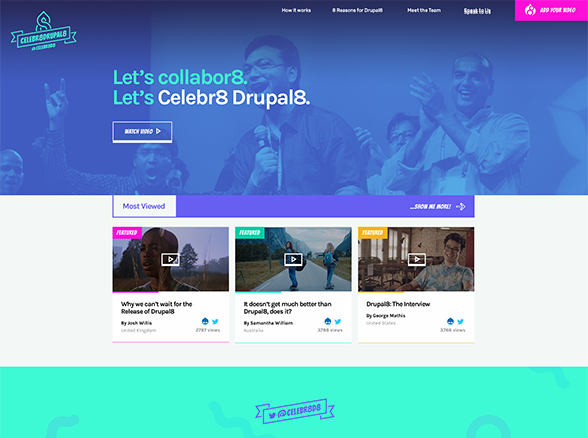 CELEBR8DRUPAL8
@CELEBR8D8
How it works
8 Reasons for Drupal8
Meet the Team
Speak to Us
ADD YOUR VIDEO
Let's collabor8.
Let's Celebr8 Drupal8.
WATCH VIDEO
Most Viewed
...SHOW ME MORE!
FEATURED
FEATURED
FEATURED
Why we can't wait for the
Release of Drupal8
By Josh Willis
United Kingdom
2787 views
It doesn't get much better than
Drupal8, does it?
By Samantha William
Australia
3788 views
Drupal8: The Interview
By George Mathis
United States
3788 views
@CELEBR8D8